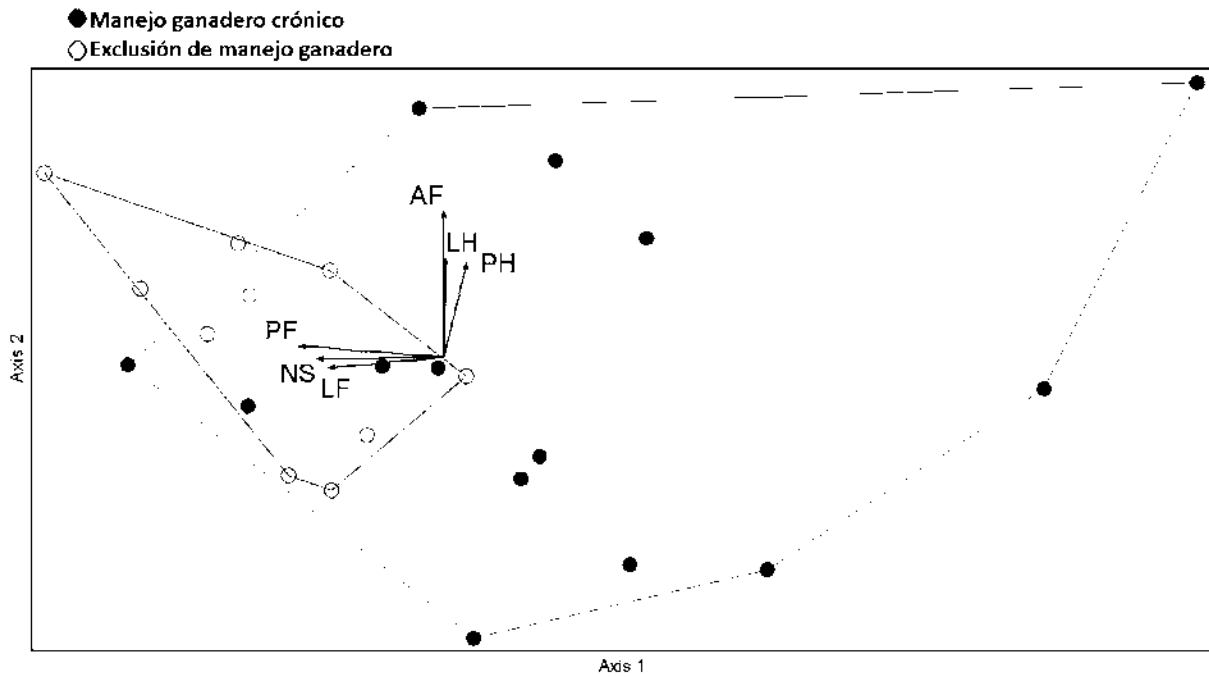 Manejo ganadero crónico
Exclusión de manejo ganadero
AF
LH
PH
PF
NS
LF
Axis 2
Axis 1